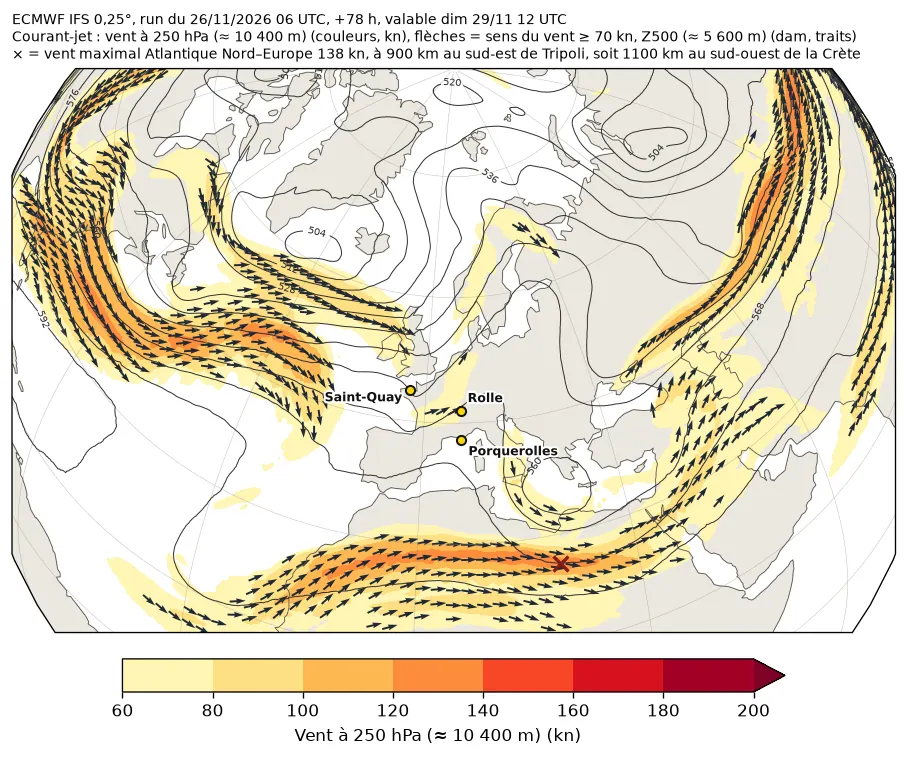 ECMWF IFS 0,25°, run du 26/11/2026 06 UTC, +78 h, valable dim 29/11 12 UTC
Courant-jet : vent à 250 hPa (≈ 10 400 m) (couleurs, kn), flèches = sens du vent ≥ 70 kn, Z500 (≈ 5 600 m) (dam, traits)
× = vent maximal Atlantique Nord–Europe 138 kn, à 900 km au sud-est de Tripoli, soit 1100 km au sud-ouest de la Crète
520
576
504
536
504
528
568
592
Saint-Quay
Rolle
Porquerolles
560
60 80 100 120 140 160 180 200
Vent à 250 hPa (≈ 10 400 m) (kn)